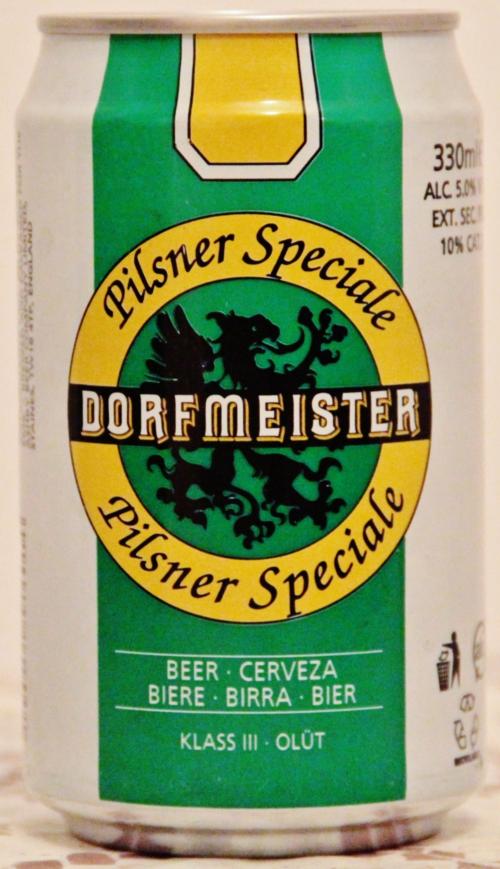 330ml
ALC. 5.0%
EXT. SEC.
10%
Pilsner Speciale
DORFMEISTER
Pilsner Speciale
BEER · CERVEZA
BIERE · BIRRA · BIER
KLASS III · OLÜT
ENGLAND